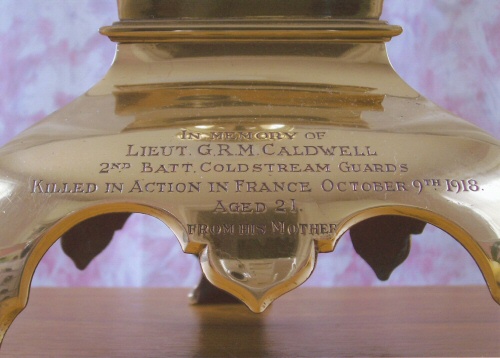 IN MEMORY OF
LIEUT. G.R.M. CALDWELL
2ND BATT. COLDSTREAM GUARDS
KILLED IN ACTION IN FRANCE OCTOBER 9TH 1918.
AGED 21.
FROM HIS MOTHER